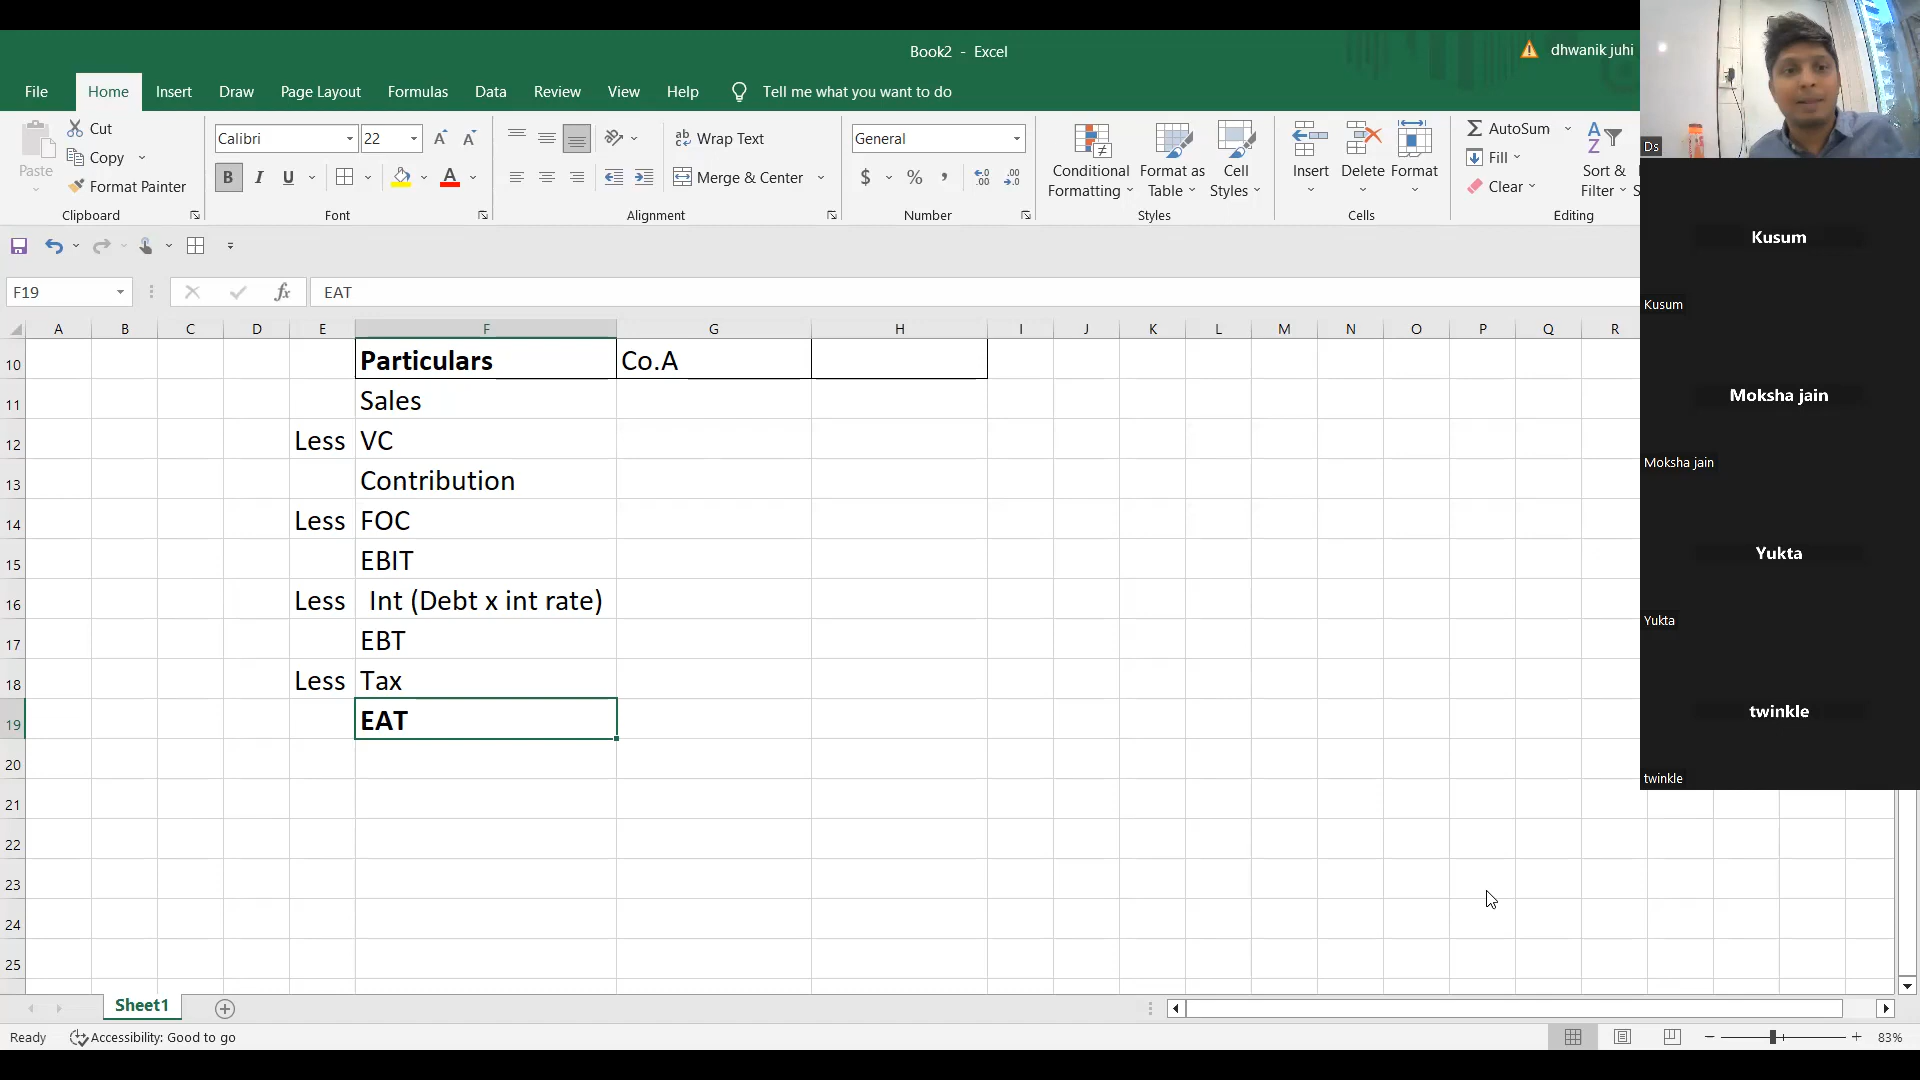 Book2 - Excel
dhwanik juhi
File Home Insert Draw Page Layout Formulas Data Review View Help Tell me what you want to do
Paste
Cut
Copy
Format Painter
Clipboard
Calibri 22
B I U
Font
Wrap Text
Merge & Center
Alignment
General
$ % ,
Number
Conditional Formatting
Format as Table
Cell Styles
Styles
Insert Delete Format
Cells
AutoSum
Fill
Clear
Sort & Filter
Editing
F19
fx
EAT
A B C D E F G H I J K L M N O P Q R
10 Particulars Co.A
11 Sales
12 Less VC
13 Contribution
14 Less FOC
15 EBIT
16 Less Int (Debt x int rate)
17 EBT
18 Less Tax
19 EAT
20
21
22
23
24
25
Sheet1
Ready
Accessibility: Good to go
83%
Ds
Kusum
Kusum
Moksha jain
Moksha jain
Yukta
Yukta
twinkle
twinkle